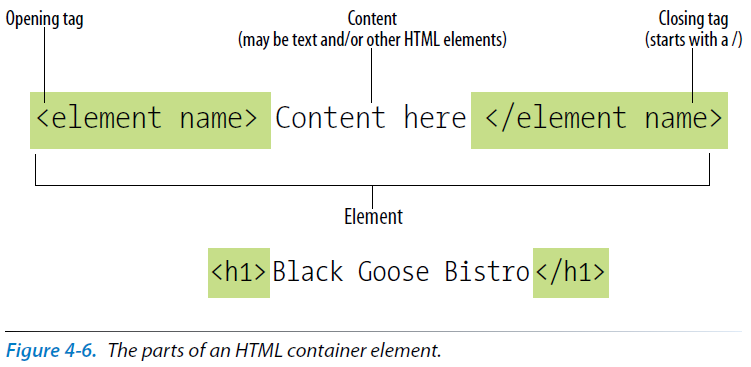 Opening tag
Content
(may be text and/or other HTML elements)
Closing tag
(starts with a /)
<element name> Content here </element name>
Element
<h1>Black Goose Bistro</h1>
Figure 4-6. The parts of an HTML container element.